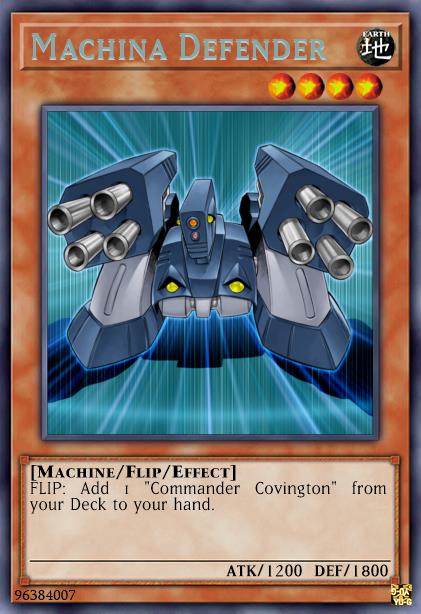 MACHINA DEFENDER
EARTH
地
[MACHINE/FLIP/EFFECT]
FLIP: Add 1 "Commander Covington" from
your Deck to your hand.
ATK/1200 DEF/1800
96384007